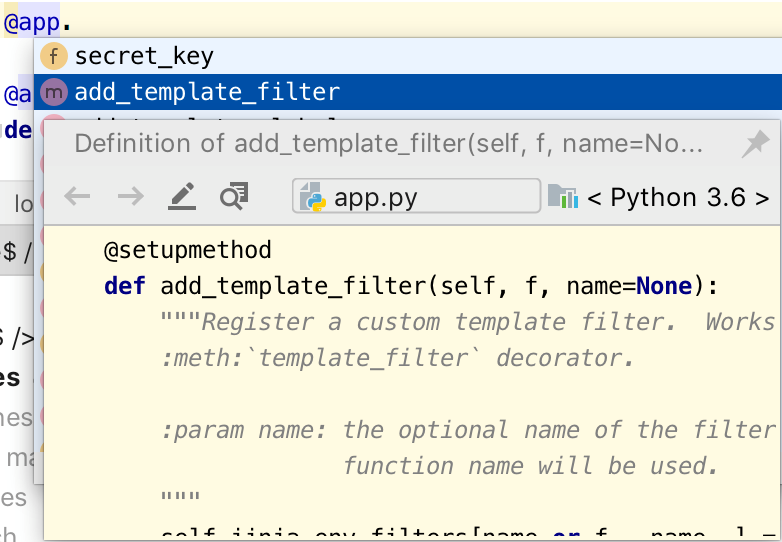 @app.
f secret_key
@a
m add_template_filter
de
Definition of add_template_filter(self, f, name=No...
lo
app.py
< Python 3.6 >
$ /
@setupmethod
def add_template_filter(self, f, name=None):
"""Register a custom template filter.  Works
$ />
:meth:`template_filter` decorator.
es
nes
:param name: the optional name of the filter
ma
function name will be used.
es
"""
ch